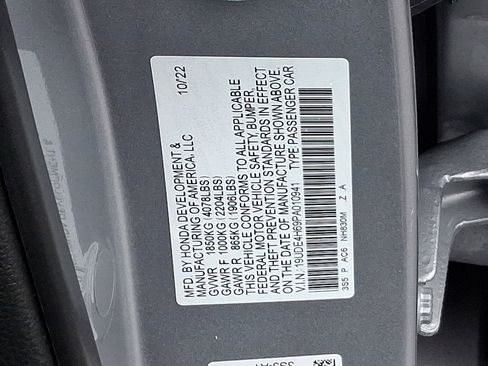 MFD. BY HONDA DEVELOPMENT &
MANUFACTURING OF AMERICA, LLC 10/22
GVWR 1850KG (4078LBS)
GAWR F 1000KG (2204LBS)
GAWR R 865KG (1906LBS)
THIS VEHICLE CONFORMS TO ALL APPLICABLE
FEDERAL MOTOR VEHICLE SAFETY, BUMPER,
AND THEFT PREVENTION STANDARDS IN EFFECT
ON THE DATE OF MANUFACTURE SHOWN ABOVE.
V.I.N: 19UDE4H69PA010941 TYPE:PASSENGER CAR
3S5 P AC6 NH830M Z A